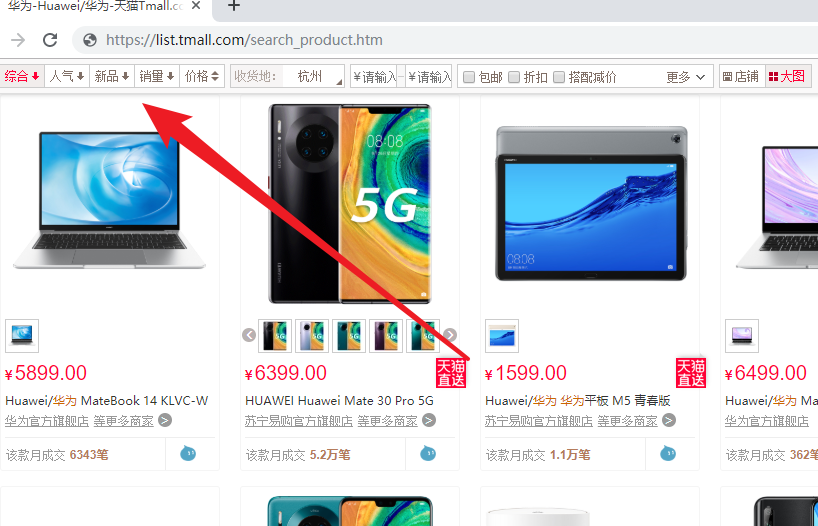 华为-Huawei/华为-天猫Tmall.co
https://list.tmall.com/search_product.htm
综合 人气 新品 销量 价格 收货地: 杭州 ¥请输入 - ¥请输入 包邮 折扣 搭配减价 更多 店铺 大图
08:08
5G
08:08
HUAWEI
天猫直送
天猫直送
¥5899.00
¥6399.00
¥1599.00
¥6499.00
Huawei/华为 MateBook 14 KLVC-W
HUAWEI Huawei Mate 30 Pro 5G
Huawei/华为 华为平板 M5 青春版
Huawei/华为 Ma
华为官方旗舰店 等更多商家
苏宁易购官方旗舰店 等更多商家
苏宁易购官方旗舰店 等更多商家
华为官方旗舰店
该款月成交 6343笔
该款月成交 5.2万笔
该款月成交 1.1万笔
该款月成交 362笔